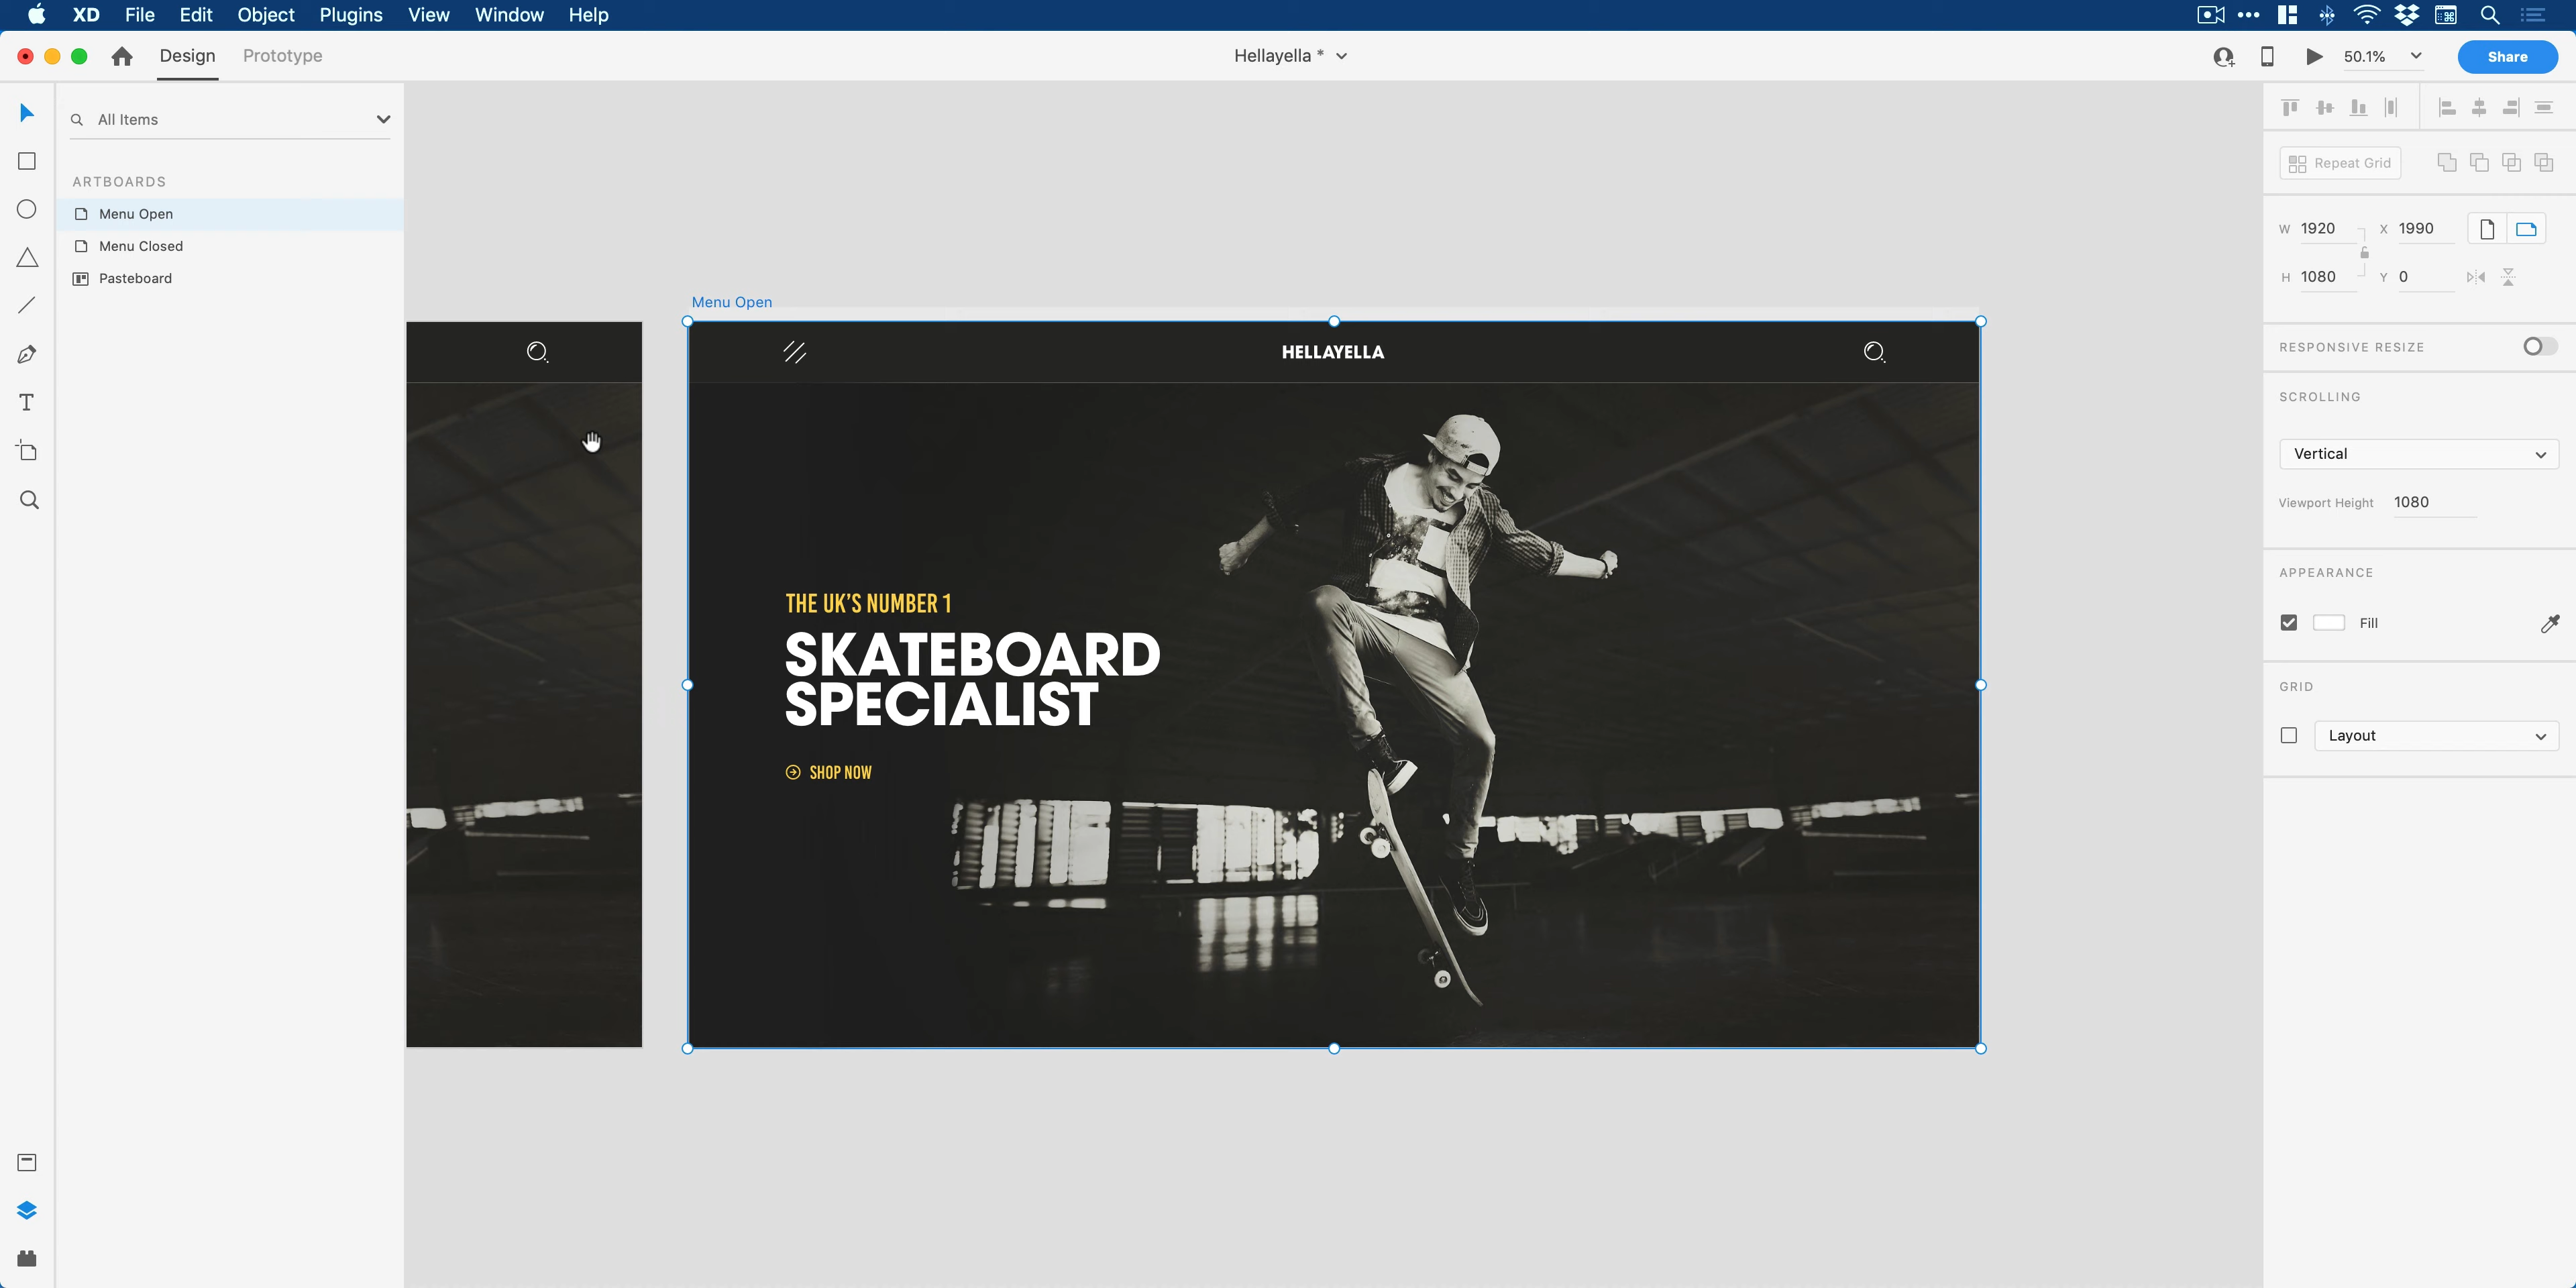 XD File Edit Object Plugins View Window Help
Design Prototype
Hellayella *
50.1%
Share
All Items
ARTBOARDS
Menu Open
Menu Closed
Pasteboard
Menu Open
HELLAYELLA
THE UK'S NUMBER 1
SKATEBOARD
SPECIALIST
SHOP NOW
Repeat Grid
W 1920 X 1990
H 1080 Y 0
RESPONSIVE RESIZE
SCROLLING
Vertical
Viewport Height 1080
APPEARANCE
Fill
GRID
Layout